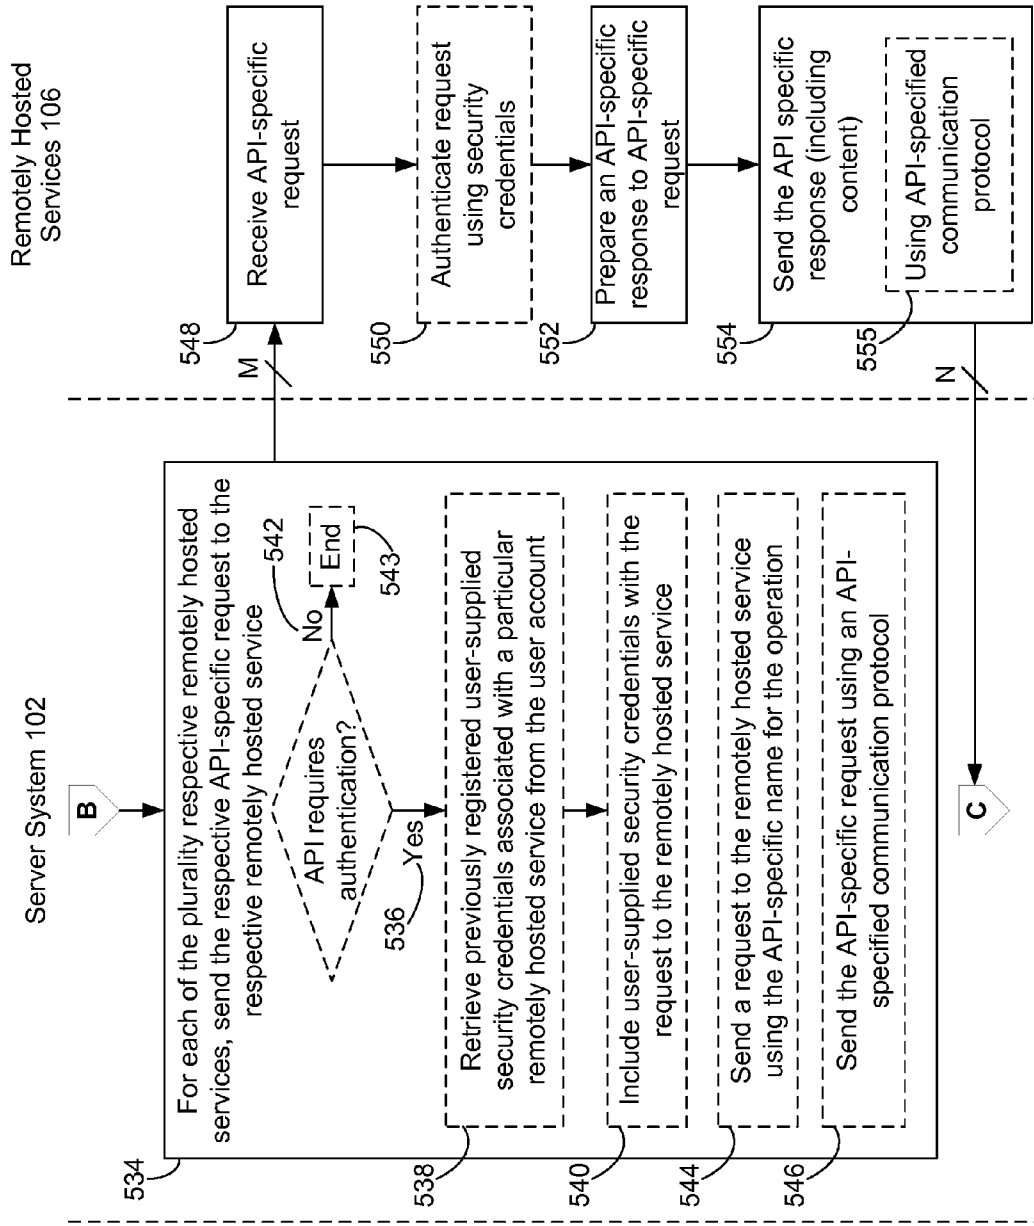 Server System 102
Remotely Hosted
Services 106
B
534
For each of the plurality respective remotely hosted
services, send the respective API-specific request to the
respective remotely hosted service
API requires
authentication?
No
542
End
543
Yes
536
538
Retrieve previously registered user-supplied
security credentials associated with a particular
remotely hosted service from the user account
540
Include user-supplied security credentials with the
request to the remotely hosted service
544
Send a request to the remotely hosted service
using the API-specific name for the operation
546
Send the API-specific request using an API-
specified communication protocol
C
M
548
Receive API-specific
request
550
Authenticate request
using security
credentials
552
Prepare an API-specific
response to API-specific
request
554
Send the API specific
response (including
content)
555
Using API-specified
communication
protocol
N